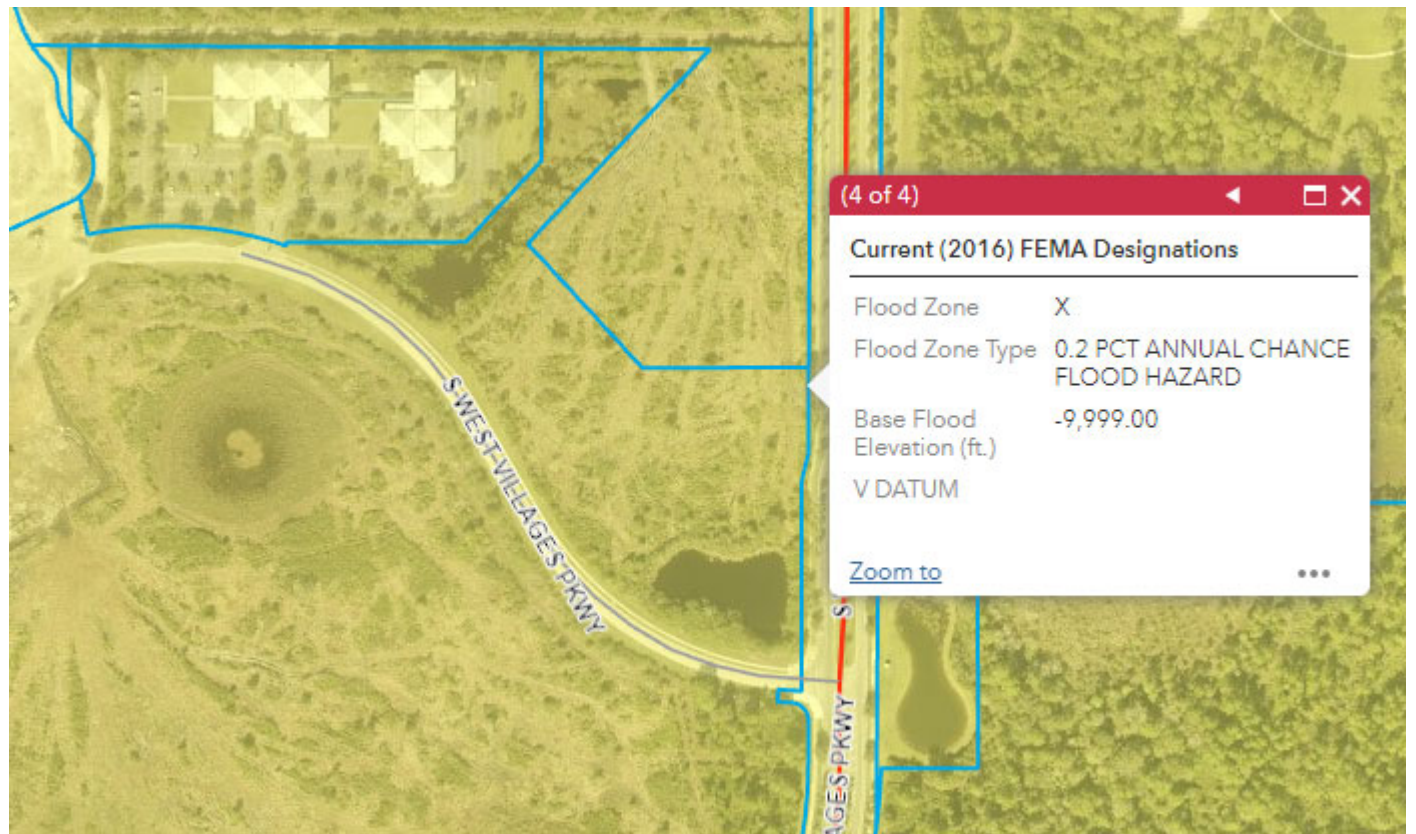 (4 of 4)
Current (2016) FEMA Designations
Flood Zone X
Flood Zone Type 0.2 PCT ANNUAL CHANCE
FLOOD HAZARD
Base Flood -9,999.00
Elevation (ft.)
V DATUM
Zoom to
S WEST VILLAGES PKWY
S
AGES PKWY